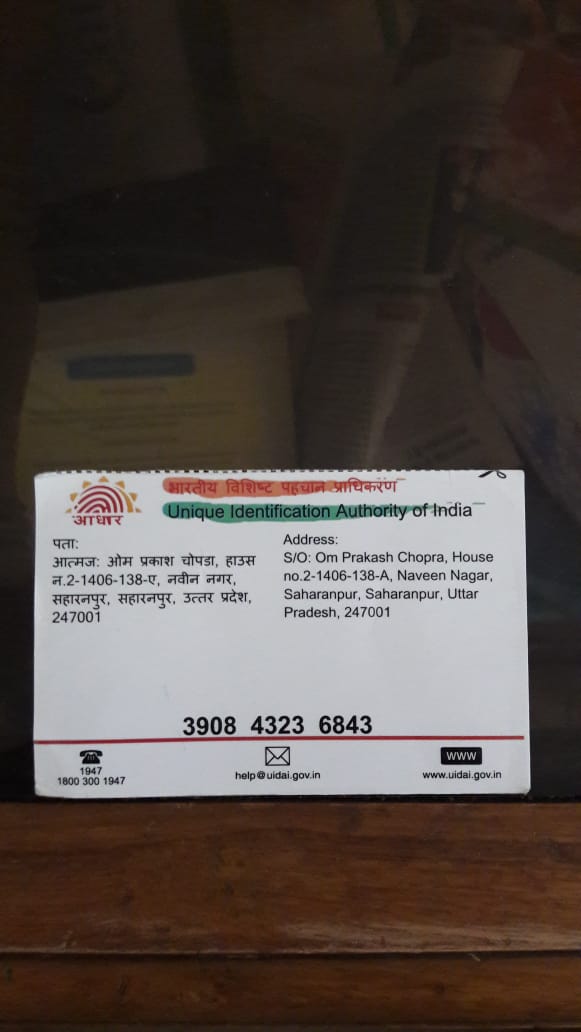 आधार
भारतीय विशिष्ट पहचान प्राधिकरण
Unique Identification Authority of India
पता:
आत्मज: ओम प्रकाश चोपडा, हाउस
न.2-1406-138-ए, नवीन नगर,
सहारनपुर, सहारनपुर, उत्तर प्रदेश,
247001
Address:
S/O: Om Prakash Chopra, House
no.2-1406-138-A, Naveen Nagar,
Saharanpur, Saharanpur, Uttar
Pradesh, 247001
3908 4323 6843
1947
1800 300 1947
help@uidai.gov.in
WWW
www.uidai.gov.in